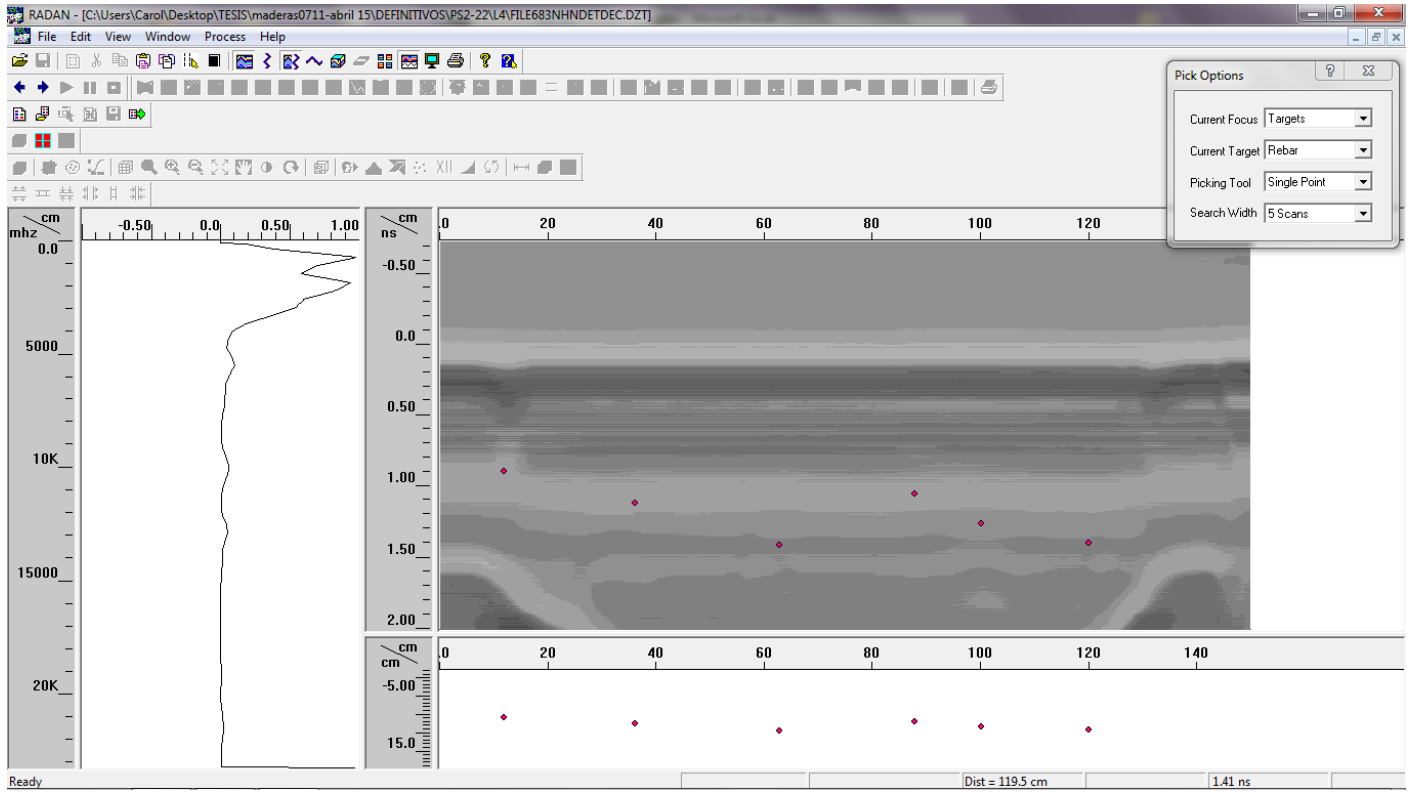 RADAN - [C:\Users\Carol\Desktop\TESIS\maderas0711-abril 15\DEFINITIVOS\PS2-22\L4\FILE683NHNDETDEC.DZT]
File Edit View Window Process Help
XII
Pick Options
Current Focus Targets
Current Target Rebar
Picking Tool Single Point
Search Width 5 Scans
cm
mhz
-0.50 0.0 0.50 1.00
cm
ns
.0 20 40 60 80 100 120
0.0
5000
10K
15000
20K
-0.50
0.0
0.50
1.00
1.50
2.00
cm
cm
.0 20 40 60 80 100 120 140
-5.00
15.0
Ready
Dist = 119.5 cm
1.41 ns